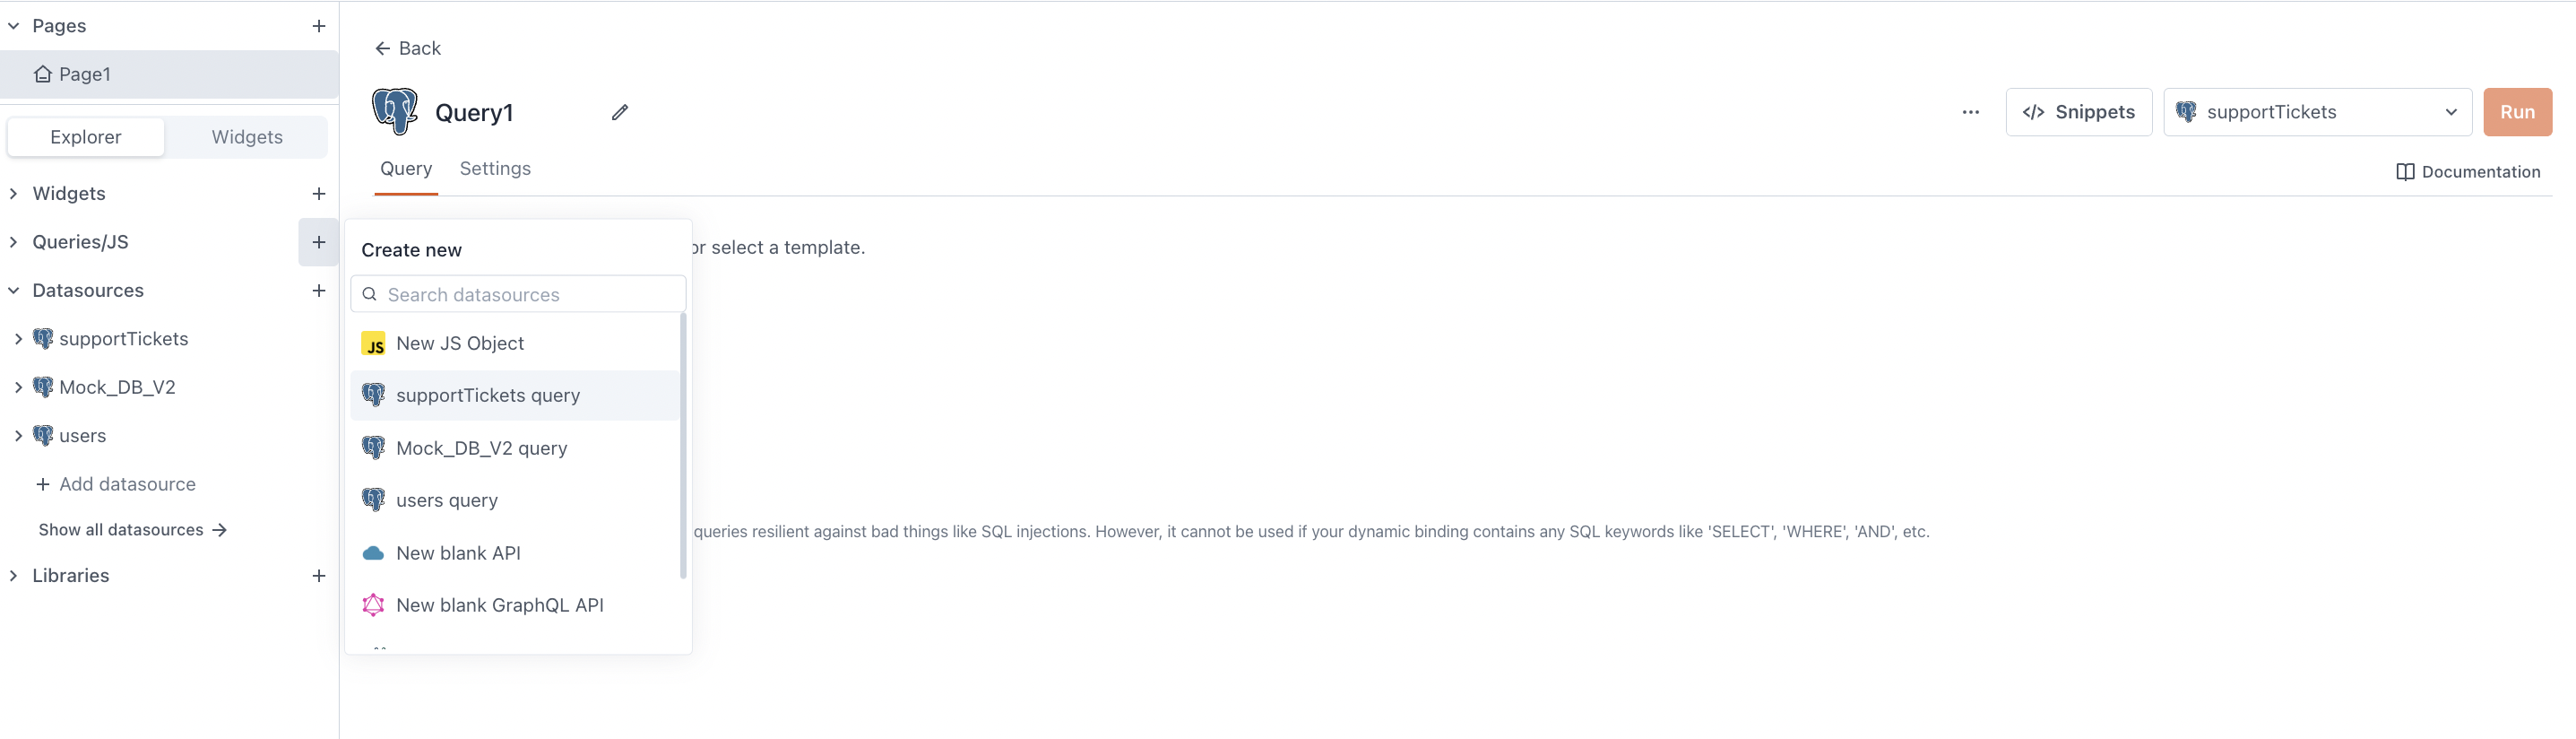 Pages
Page1
Explorer
Widgets
Widgets
Queries/JS
Datasources
supportTickets
Mock_DB_V2
users
Add datasource
Show all datasources
Libraries
Back
Query1
Snippets
supportTickets
Run
Query
Settings
Documentation
or select a template.
Create new
Search datasources
JS New JS Object
supportTickets query
Mock_DB_V2 query
users query
New blank API
New blank GraphQL API
queries resilient against bad things like SQL injections. However, it cannot be used if your dynamic binding contains any SQL keywords like 'SELECT', 'WHERE', 'AND', etc.